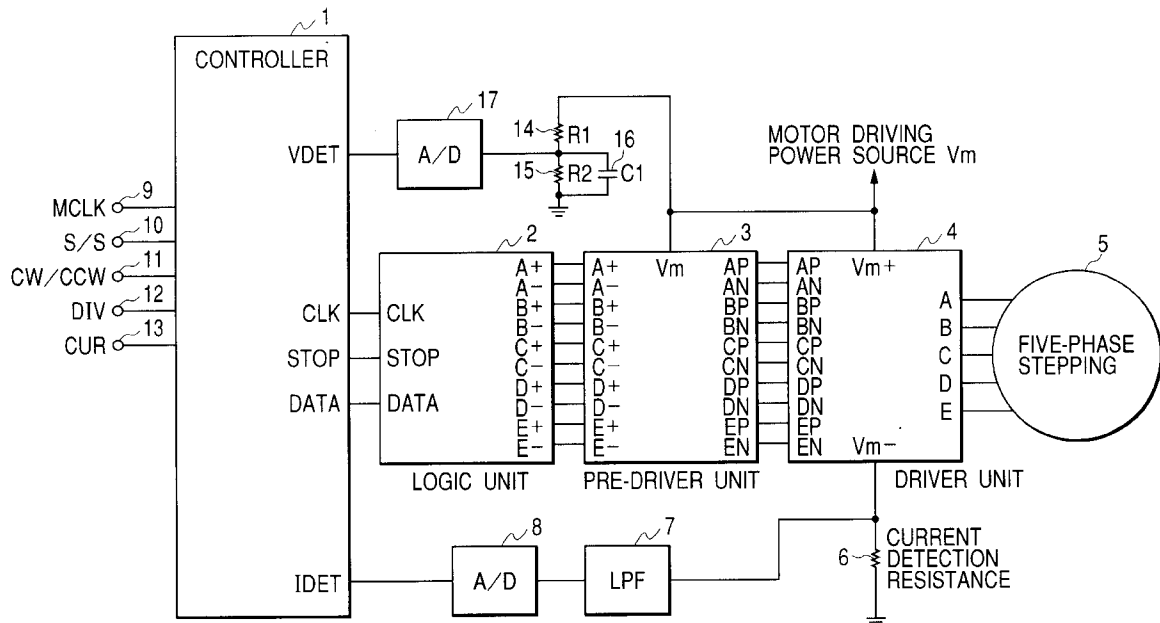 1
CONTROLLER
17
VDET
A/D
14
R1
15
R2
16
C1
MOTOR DRIVING
POWER SOURCE Vm
MCLK 9
S/S 10
CW/CCW 11
DIV 12
CUR 13
CLK
STOP
DATA
2
CLK
STOP
DATA
A+
A-
B+
B-
C+
C-
D+
D-
E+
E-
LOGIC UNIT
3
Vm
A+
A-
B+
B-
C+
C-
D+
D-
E+
E-
AP
AN
BP
BN
CP
CN
DP
DN
EP
EN
PRE-DRIVER UNIT
4
Vm+
AP
AN
BP
BN
CP
CN
DP
DN
EP
EN
A
B
C
D
E
Vm-
DRIVER UNIT
5
FIVE-PHASE
STEPPING
IDET
8
A/D
7
LPF
6
CURRENT
DETECTION
RESISTANCE